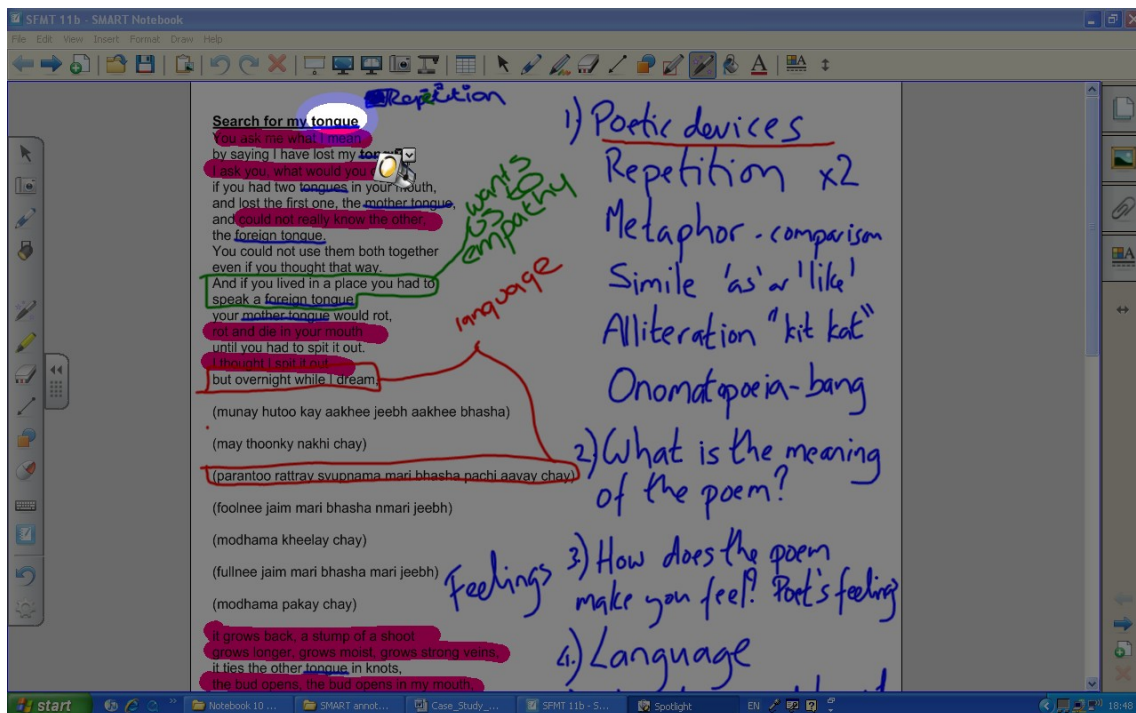 SFMT 11b - SMART Notebook
File Edit View Insert Format Draw Help
Repetition
Search for my tongue
You ask me what I mean
by saying I have lost my
I ask you, what would you
if you had two tongues in your mouth,
and lost the first one, the mother tongue,
and could not really know the other,
the foreign tongue.
You could not use them both together
even if you thought that way.
And if you lived in a place you had to
speak a foreign tongue
your mother tongue would rot,
rot and die in your mouth
until you had to spit it out.
I thought I spit it out
but overnight while I dream,
(munay hutoo kay aakhee jeebh aakhee bhasha)
(may thoonky nakhi chay)
(parantoo rattray svupnama mari bhasha pachi aavay chay)
(foolnee jaim mari bhasha nmari jeebh)
(modhama kheelay chay)
(fullnee jaim mari bhasha mari jeebh)
(modhama pakay chay)
it grows back, a stump of a shoot
grows longer, grows moist, grows strong veins,
it ties the other tongue in knots,
the bud opens, the bud opens in my mouth,
wants
us to
empathy
language
Feelings
1.) Poetic devices
Repetition x2
Metaphor - comparison
Simile 'as' or 'like'
Alliteration "kit kat"
Onomatopoeia - bang
2.) What is the meaning
of the poem?
3.) How does the poem
make you feel? Poet's feeling
4.) Language
start
Notebook 10 ...
SMART annot...
Case_Study_...
SFMT 11b - S...
Spotlight
EN
18:48